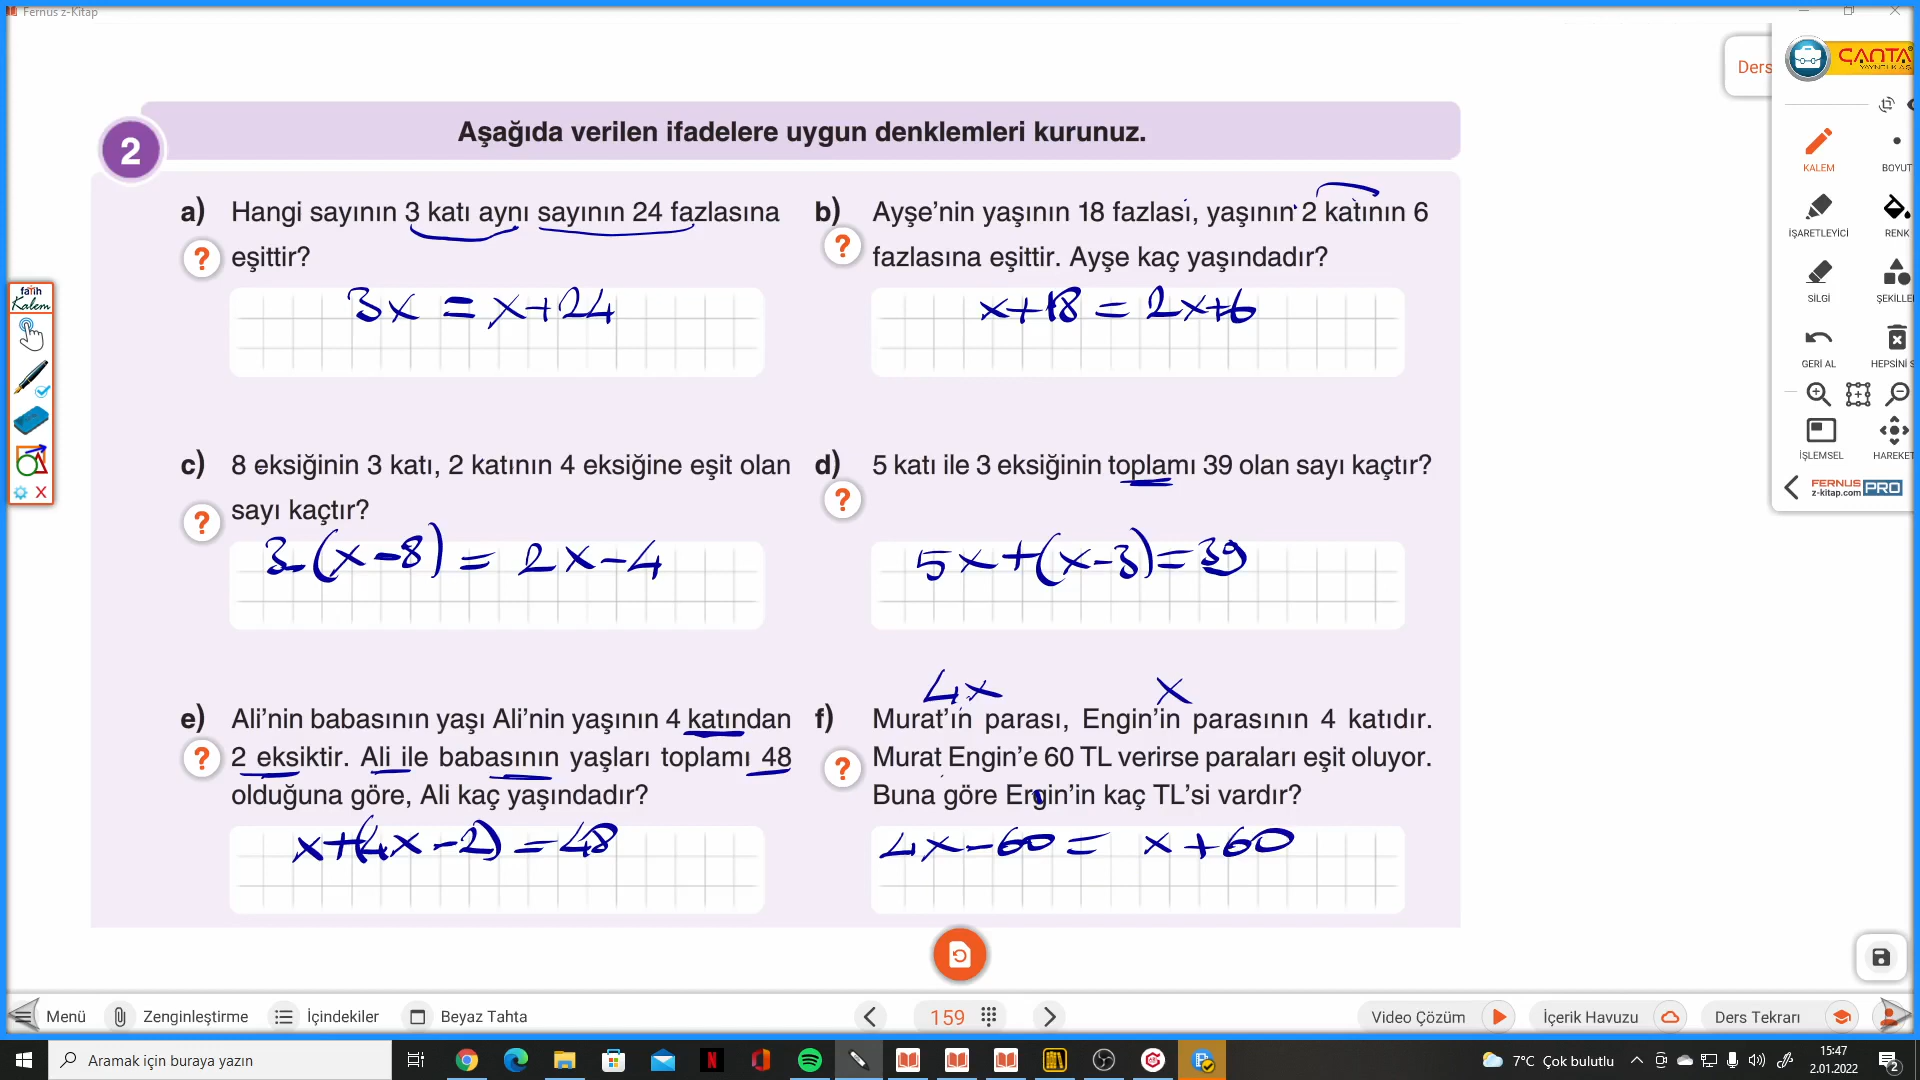 Fernus z-Kitap
Ders
ÇANTA
YAYINCILIK A.Ş.
2
Aşağıda verilen ifadelere uygun denklemleri kurunuz.
a) Hangi sayının 3 katı aynı sayının 24 fazlasına
? eşittir?
3x = x+24
b) Ayşe'nin yaşının 18 fazlası, yaşının 2 katının 6
? fazlasına eşittir. Ayşe kaç yaşındadır?
x+18 = 2x+6
c) 8 eksiğinin 3 katı, 2 katının 4 eksiğine eşit olan
? sayı kaçtır?
3.(x-8) = 2x-4
d) 5 katı ile 3 eksiğinin toplamı 39 olan sayı kaçtır?
?
5x+(x-3)=39
e) Ali'nin babasının yaşı Ali'nin yaşının 4 katından
? 2 eksiktir. Ali ile babasının yaşları toplamı 48
olduğuna göre, Ali kaç yaşındadır?
x+(4x-2)=48
4x x
f) Murat'ın parası, Engin'in parasının 4 katıdır.
? Murat Engin'e 60 TL verirse paraları eşit oluyor.
Buna göre Ergin'in kaç TL'si vardır?
4x-60 = x+60
fatih
Kalem
X
KALEM
BOYUT
İŞARETLEYİCİ
RENK
SİLGİ
ŞEKİLLE
GERİ AL
HEPSİNİ S
İŞLEMSEL
HAREKET
FERNUS
z-kitap.com PRO
Menü
Zenginleştirme
İçindekiler
Beyaz Tahta
159
Video Çözüm
İçerik Havuzu
Ders Tekrarı
Aramak için buraya yazın
N
7°C Çok bulutlu
15:47
2.01.2022
2